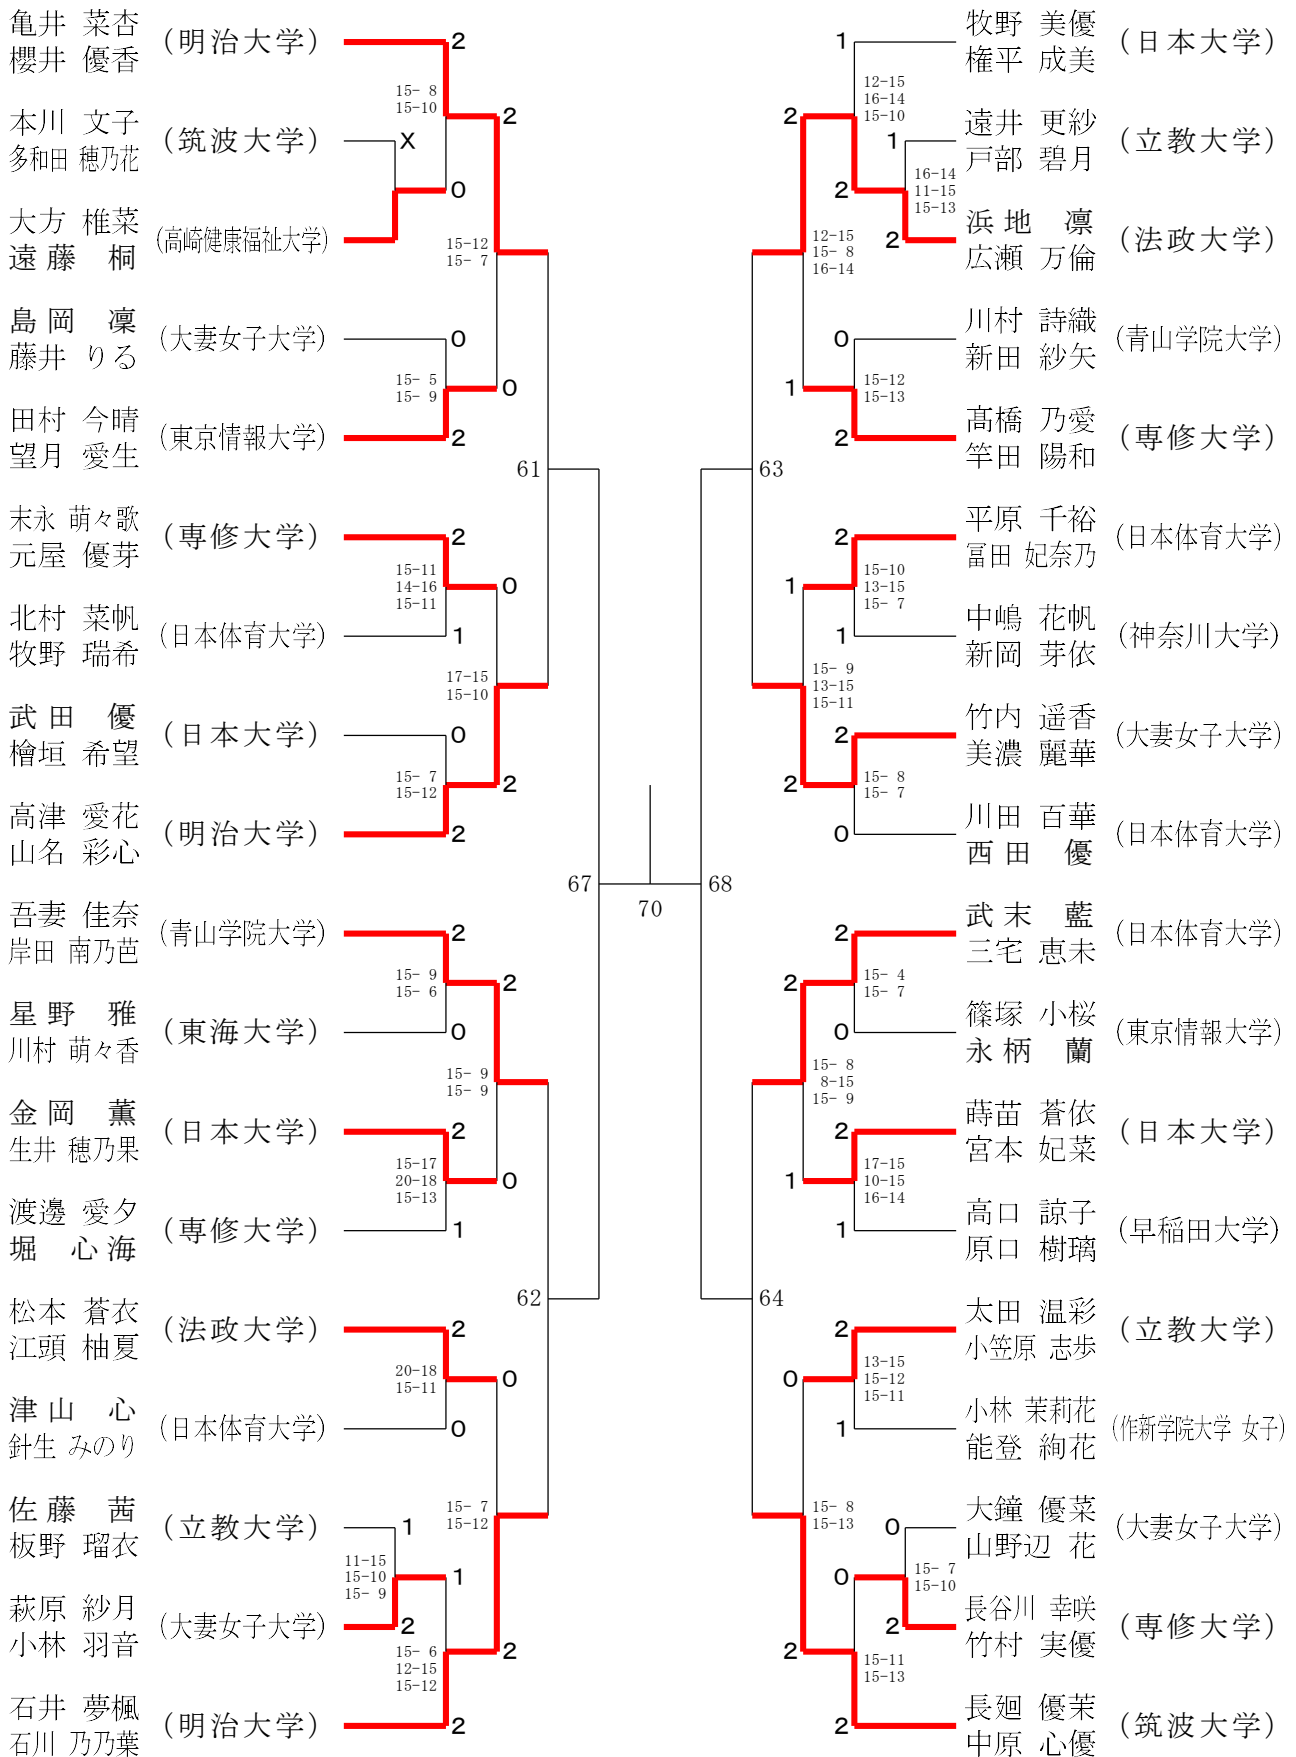 亀井 菜杏
櫻井 優香
(明治大学)
2
15- 8
15-10
2
本川 文子
多和田 穂乃花
(筑波大学)
X
0
大方 椎菜
遠藤 桐
(高崎健康福祉大学)
15-12
15- 7
島岡 凜
藤井 りる
(大妻女子大学)
0
15- 5
15- 9
0
田村 今晴
望月 愛生
(東京情報大学)
2
61
末永 萌々歌
元屋 優芽
(専修大学)
2
15-11
14-16
15-11
0
北村 菜帆
牧野 瑞希
(日本体育大学)
1
17-15
15-10
武田 優
檜垣 希望
(日本大学)
0
15- 7
15-12
2
高津 愛花
山名 彩心
(明治大学)
2
67
吾妻 佳奈
岸田 南乃芭
(青山学院大学)
2
15- 9
15- 6
2
星野 雅
川村 萌々香
(東海大学)
0
15- 9
15- 9
金岡 薫
生井 穂乃果
(日本大学)
2
15-17
20-18
15-13
0
渡邊 愛夕
堀 心海
(専修大学)
1
62
松本 蒼衣
江頭 柚夏
(法政大学)
2
20-18
15-11
0
津山 心
針生 みのり
(日本体育大学)
0
佐藤 茜
板野 瑠衣
(立教大学)
1
15- 7
15-12
11-15
15-10
15- 9
1
萩原 紗月
小林 羽音
(大妻女子大学)
2
15- 6
12-15
15-12
2
石井 夢楓
石川 乃乃葉
(明治大学)
2
70
1
牧野 美優
権平 成美
(日本大学)
12-15
16-14
15-10
2
1
遠井 更紗
戸部 碧月
(立教大学)
16-14
11-15
15-13
2
2
浜地 凛
広瀬 万倫
(法政大学)
12-15
15- 8
16-14
0
川村 詩織
新田 紗矢
(青山学院大学)
15-12
15-13
1
2
髙橋 乃愛
竿田 陽和
(専修大学)
63
2
平原 千裕
冨田 妃奈乃
(日本体育大学)
15-10
13-15
15- 7
1
1
中嶋 花帆
新岡 芽依
(神奈川大学)
15- 9
13-15
15-11
2
竹内 遥香
美濃 麗華
(大妻女子大学)
15- 8
15- 7
2
0
川田 百華
西田 優
(日本体育大学)
68
2
武末 藍
三宅 恵未
(日本体育大学)
15- 4
15- 7
2
0
篠塚 小桜
永柄 蘭
(東京情報大学)
15- 8
8-15
15- 9
2
蒔苗 蒼依
宮本 妃菜
(日本大学)
17-15
10-15
16-14
1
1
高口 諒子
原口 樹璃
(早稲田大学)
64
2
太田 温彩
小笠原 志歩
(立教大学)
13-15
15-12
15-11
0
1
小林 茉莉花
能登 絢花
(作新学院大学 女子)
15- 8
15-13
0
大鐘 優菜
山野辺 花
(大妻女子大学)
15- 7
15-10
0
2
長谷川 幸咲
竹村 実優
(専修大学)
15-11
15-13
2
2
長廻 優茉
中原 心優
(筑波大学)